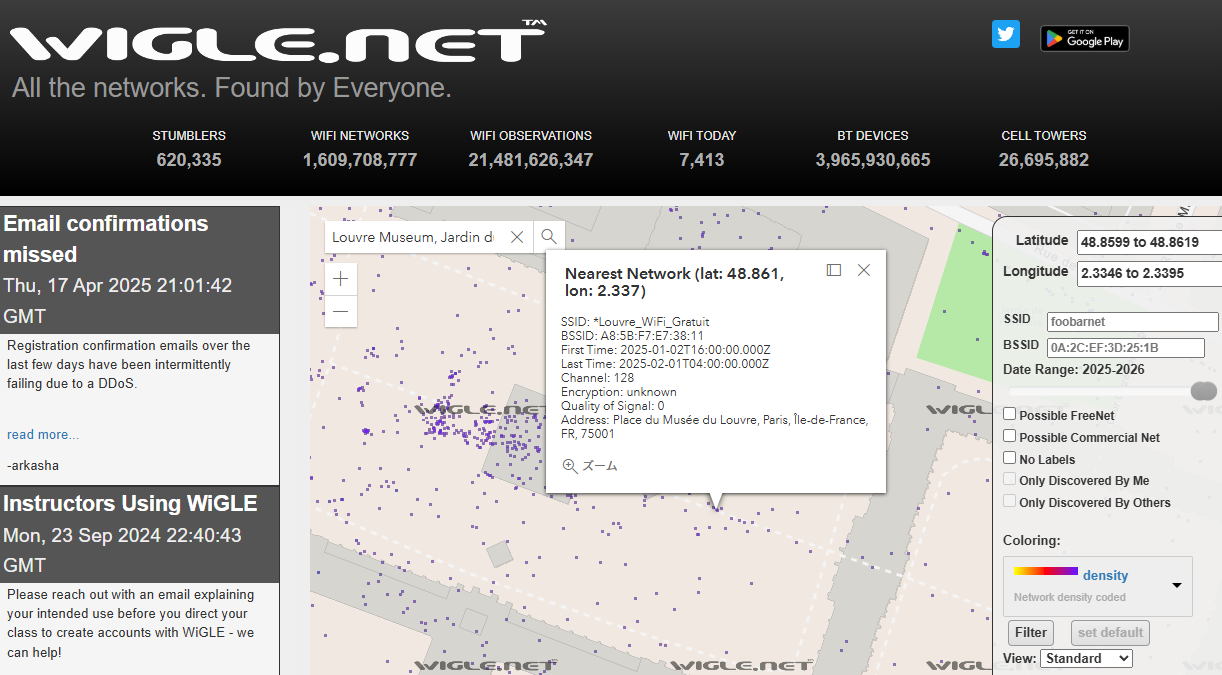 WIGLE.NET™
All the networks. Found by Everyone.
GET IT ON
Google Play
STUMBLERS
620,335
WIFI NETWORKS
1,609,708,777
WIFI OBSERVATIONS
21,481,626,347
WIFI TODAY
7,413
BT DEVICES
3,965,930,665
CELL TOWERS
26,695,882
Email confirmations
missed
Thu, 17 Apr 2025 21:01:42
GMT
Registration confirmation emails over the
last few days have been intermittently
failing due to a DDoS.
read more...
-arkasha
Instructors Using WiGLE
Mon, 23 Sep 2024 22:40:43
GMT
Please reach out with an email explaining
your intended use before you direct your
class to create accounts with WiGLE - we
can help!
Louvre Museum, Jardin d
Nearest Network (lat: 48.861,
lon: 2.337)
SSID: *Louvre_WiFi_Gratuit
BSSID: A8:5B:F7:E7:38:11
First Time: 2025-01-02T16:00:00.000Z
Last Time: 2025-02-01T04:00:00.000Z
Channel: 128
Encryption: unknown
Quality of Signal: 0
Address: Place du Musée du Louvre, Paris, Île-de-France,
FR, 75001
ズーム
WIGLE.NET
WIGL
WIGLE.NET
WIGLE.NET
WIGL
Latitude 48.8599 to 48.8619
Longitude 2.3346 to 2.3395
SSID foobarnet
BSSID 0A:2C:EF:3D:25:1B
Date Range: 2025-2026
Possible FreeNet
Possible Commercial Net
No Labels
Only Discovered By Me
Only Discovered By Others
Coloring:
density
Network density coded
Filter set default
View: Standard